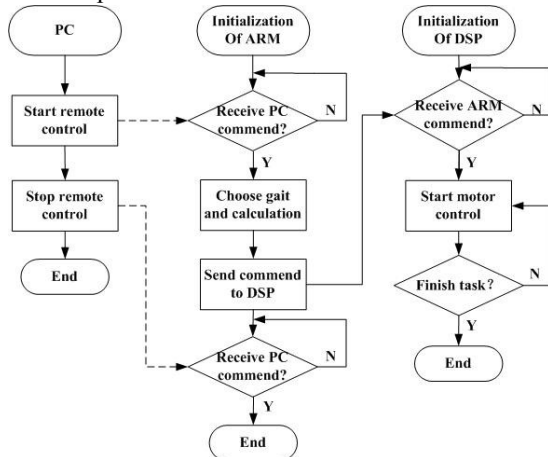 PC
Start remote
control
Stop remote
control
End
Initialization
Of ARM
Receive PC
commend?
N
Y
Choose gait
and calculation
Send commend
to DSP
Receive PC
commend?
N
Y
End
Initialization
Of DSP
Receive ARM
commend?
N
Y
Start motor
control
Finish task?
N
Y
End